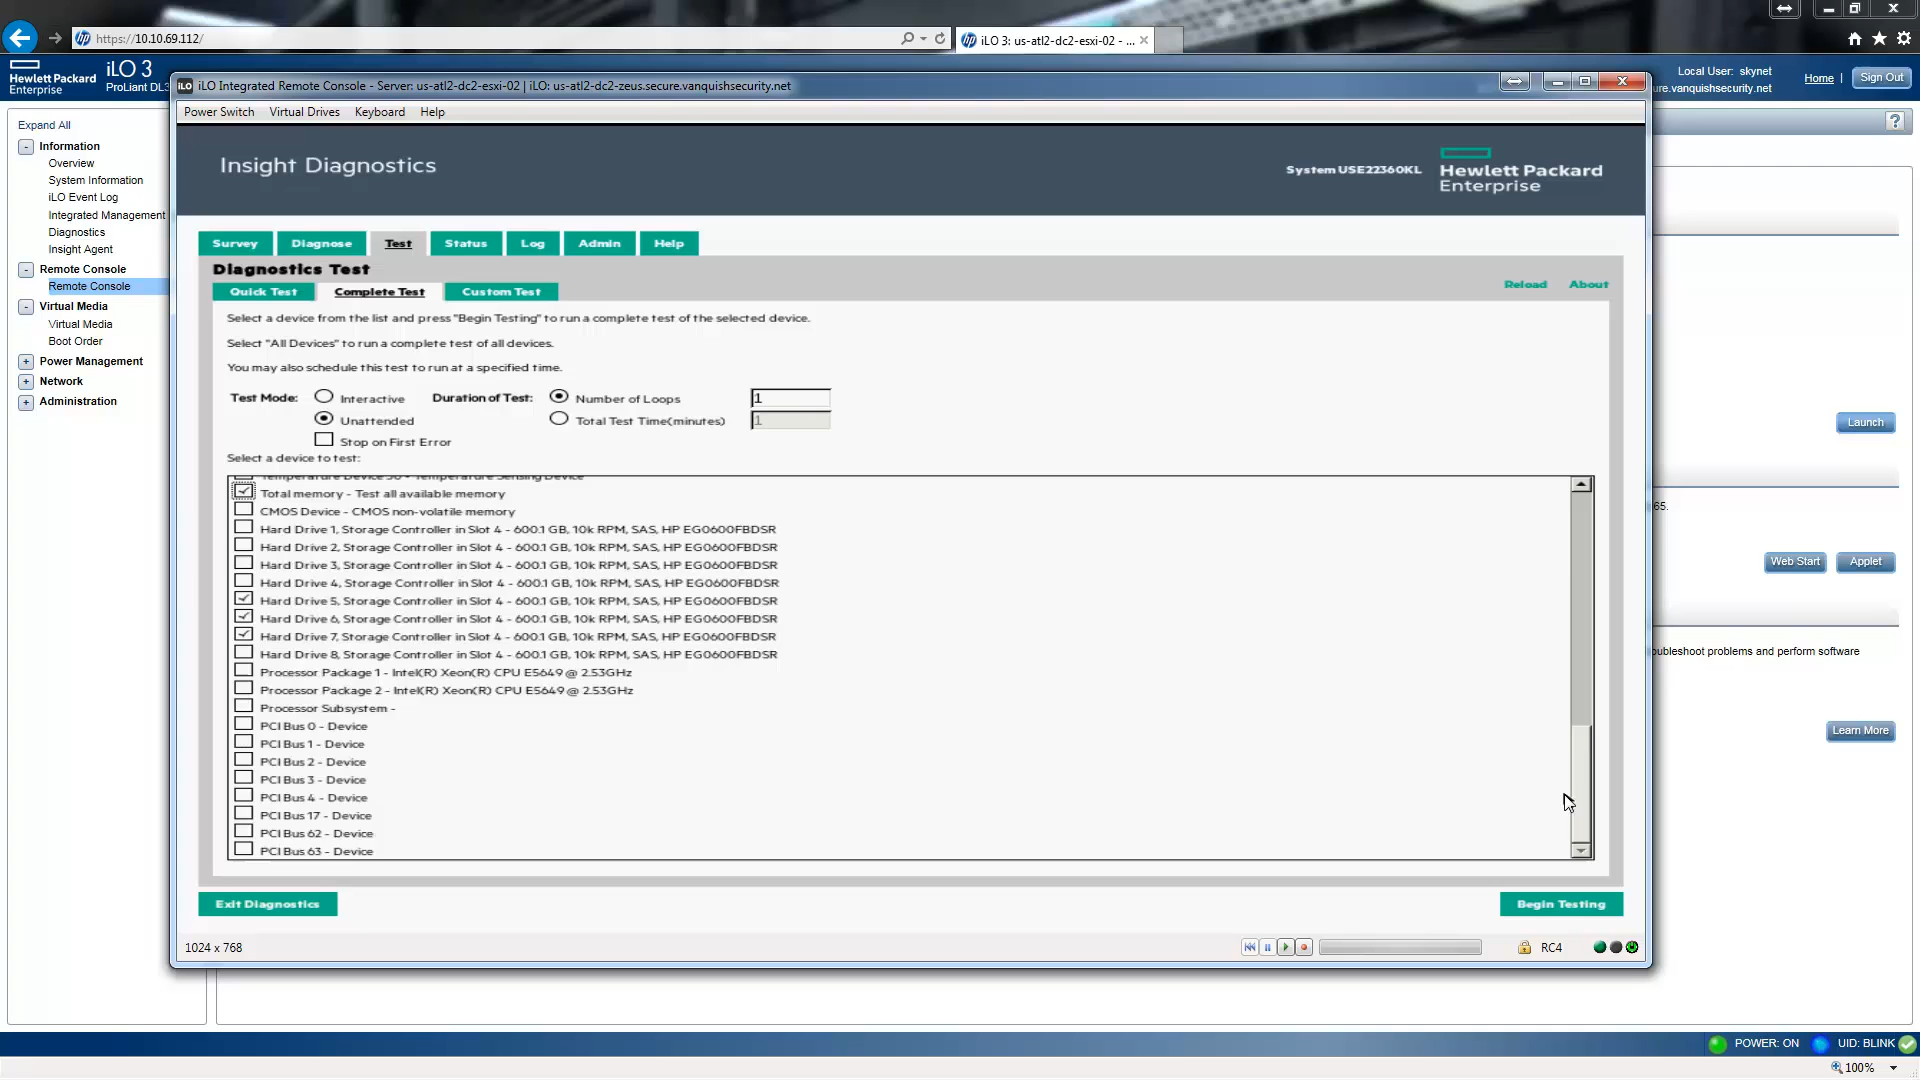 https://10.10.69.112/
iLO 3: us-atl2-dc2-esxi-02 - ...
Hewlett Packard
Enterprise
iLO 3
ProLiant DL3
Local User: skynet
ure.vanquishsecurity.net
Home
Sign Out
iLO Integrated Remote Console - Server: us-atl2-dc2-esxi-02 | iLO: us-atl2-dc2-zeus.secure.vanquishsecurity.net
Power Switch Virtual Drives Keyboard Help
Expand All
Information
Overview
System Information
iLO Event Log
Integrated Management
Diagnostics
Insight Agent
Remote Console
Remote Console
Virtual Media
Virtual Media
Boot Order
Power Management
Network
Administration
Insight Diagnostics
System USE22360KL
Hewlett Packard
Enterprise
Survey Diagnose Test Status Log Admin Help
Diagnostics Test
Quick Test Complete Test Custom Test
Reload About
Select a device from the list and press "Begin Testing" to run a complete test of the selected device.
Select "All Devices" to run a complete test of all devices.
You may also schedule this test to run at a specified time.
Test Mode: Interactive Duration of Test: Number of Loops 1
Unattended Total Test Time(minutes) 1
Stop on First Error
Select a device to test:
Temperature Device 30 - Temperature Sensing Device
Total memory - Test all available memory
CMOS Device - CMOS non-volatile memory
Hard Drive 1, Storage Controller in Slot 4 - 600.1 GB, 10k RPM, SAS, HP EG0600FBDSR
Hard Drive 2, Storage Controller in Slot 4 - 600.1 GB, 10k RPM, SAS, HP EG0600FBDSR
Hard Drive 3, Storage Controller in Slot 4 - 600.1 GB, 10k RPM, SAS, HP EG0600FBDSR
Hard Drive 4, Storage Controller in Slot 4 - 600.1 GB, 10k RPM, SAS, HP EG0600FBDSR
Hard Drive 5, Storage Controller in Slot 4 - 600.1 GB, 10k RPM, SAS, HP EG0600FBDSR
Hard Drive 6, Storage Controller in Slot 4 - 600.1 GB, 10k RPM, SAS, HP EG0600FBDSR
Hard Drive 7, Storage Controller in Slot 4 - 600.1 GB, 10k RPM, SAS, HP EG0600FBDSR
Hard Drive 8, Storage Controller in Slot 4 - 600.1 GB, 10k RPM, SAS, HP EG0600FBDSR
Processor Package 1 - Intel(R) Xeon(R) CPU E5649 @ 2.53GHz
Processor Package 2 - Intel(R) Xeon(R) CPU E5649 @ 2.53GHz
Processor Subsystem -
PCI Bus 0 - Device
PCI Bus 1 - Device
PCI Bus 2 - Device
PCI Bus 3 - Device
PCI Bus 4 - Device
PCI Bus 17 - Device
PCI Bus 62 - Device
PCI Bus 63 - Device
Exit Diagnostics
Begin Testing
1024 x 768
RC4
Launch
65.
Web Start
Applet
oubleshoot problems and perform software
Learn More
POWER: ON
UID: BLINK
100%